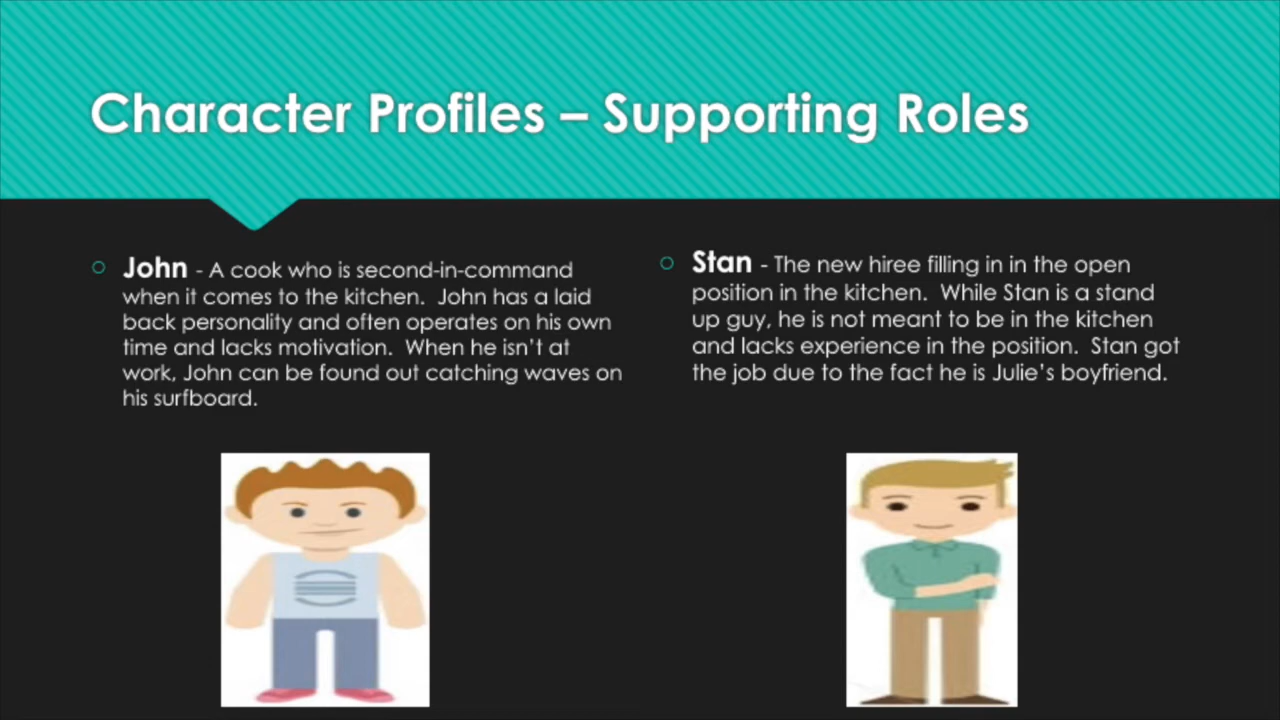 Character Profiles – Supporting Roles
John - A cook who is second-in-command
when it comes to the kitchen.  John has a laid
back personality and often operates on his own
time and lacks motivation.  When he isn't at
work, John can be found out catching waves on
his surfboard.
Stan - The new hiree filling in in the open
position in the kitchen.  While Stan is a stand
up guy, he is not meant to be in the kitchen
and lacks experience in the position.  Stan got
the job due to the fact he is Julie's boyfriend.